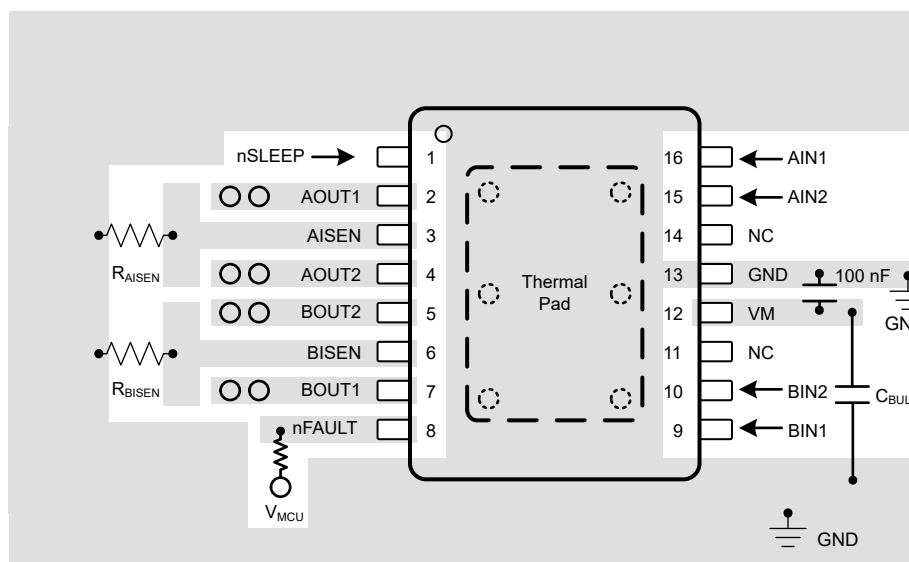 nSLEEP 1 16 AIN1
AOUT1 2 15 AIN2
AISEN 3 14 NC
RAISEN
AOUT2 4 13 GND 100 nF
Thermal
Pad
BOUT2 5 12 VM GN
BISEN 6 11 NC
RBISEN
BOUT1 7 10 BIN2 CBUL
nFAULT 8 9 BIN1
VMCU
GND